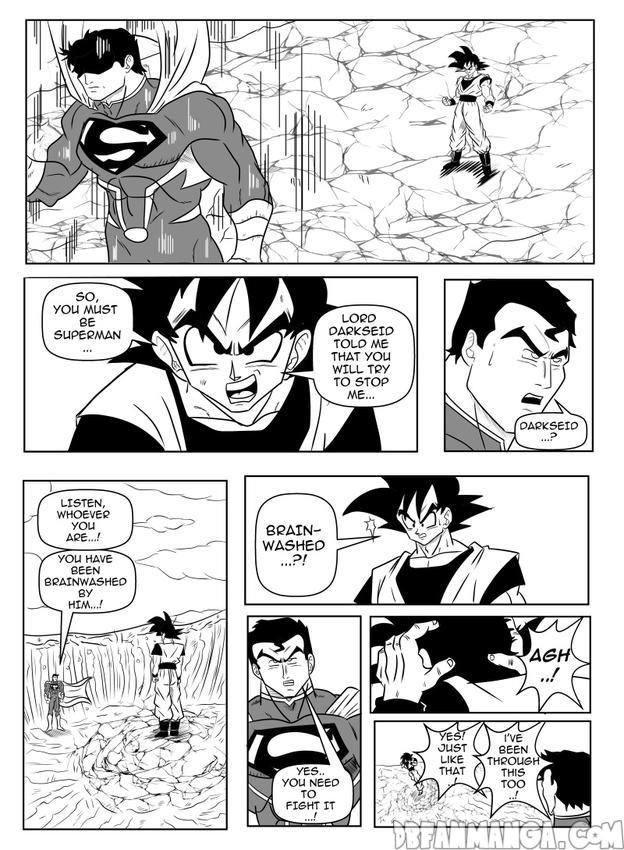 SO,
YOU MUST
BE
SUPERMAN
...
LORD
DARKSEID
TOLD ME
THAT YOU
WILL TRY
TO STOP
ME...
DARKSEID
...?
LISTEN,
WHOEVER
YOU
ARE...!
YOU HAVE
BEEN
BRAINWASHED
BY
HIM...!
BRAIN-
WASHED
...?!
YES..
YOU NEED
TO
FIGHT IT
..!
AGH
..!
YES!
JUST
LIKE
THAT
I'VE
BEEN
THROUGH
THIS
TOO
..!
DBFANMANGA.COM